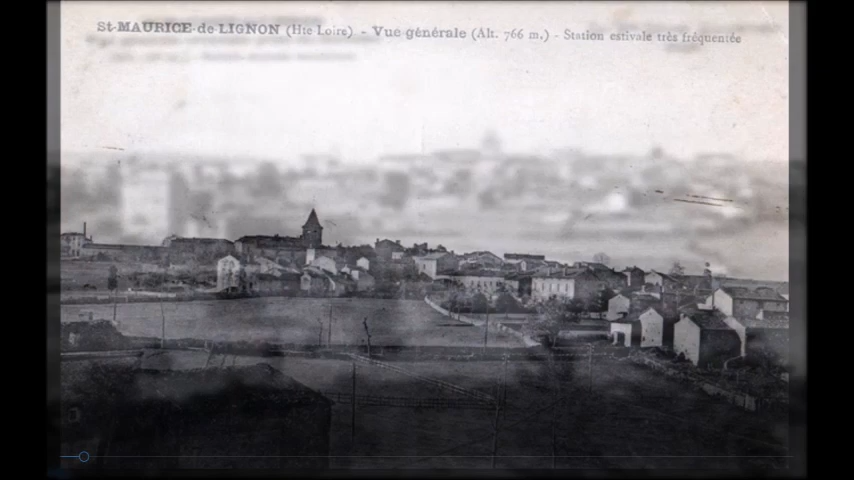 St-MAURICE-de-LIGNON (Hte Loire) - Vue générale (Alt. 766 m.) - Station estivale très fréquentée